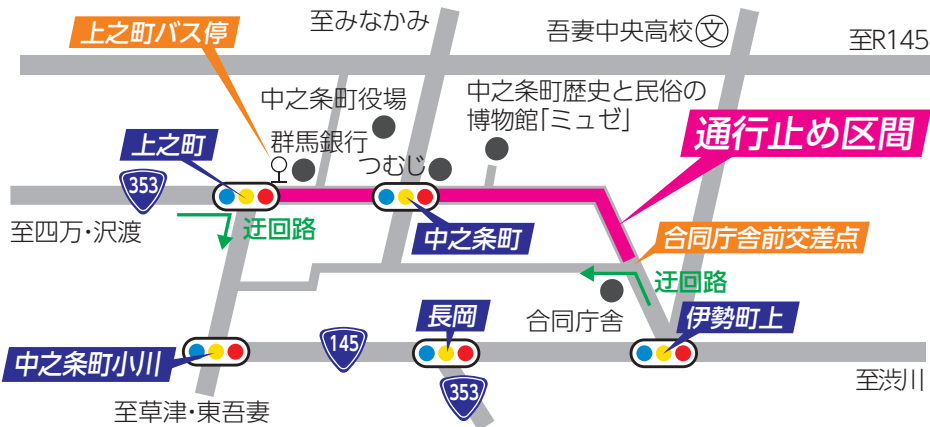 至みなかみ
吾妻中央高校文
至R145
上之町バス停
中之条町役場
中之条町歴史と民俗の
博物館「ミュゼ」
群馬銀行
つむじ
通行止め区間
上之町
353
至四万・沢渡
迂回路
中之条町
合同庁舎前交差点
迂回路
合同庁舎
長岡
伊勢町上
中之条町小川
145
353
至渋川
至草津・東吾妻